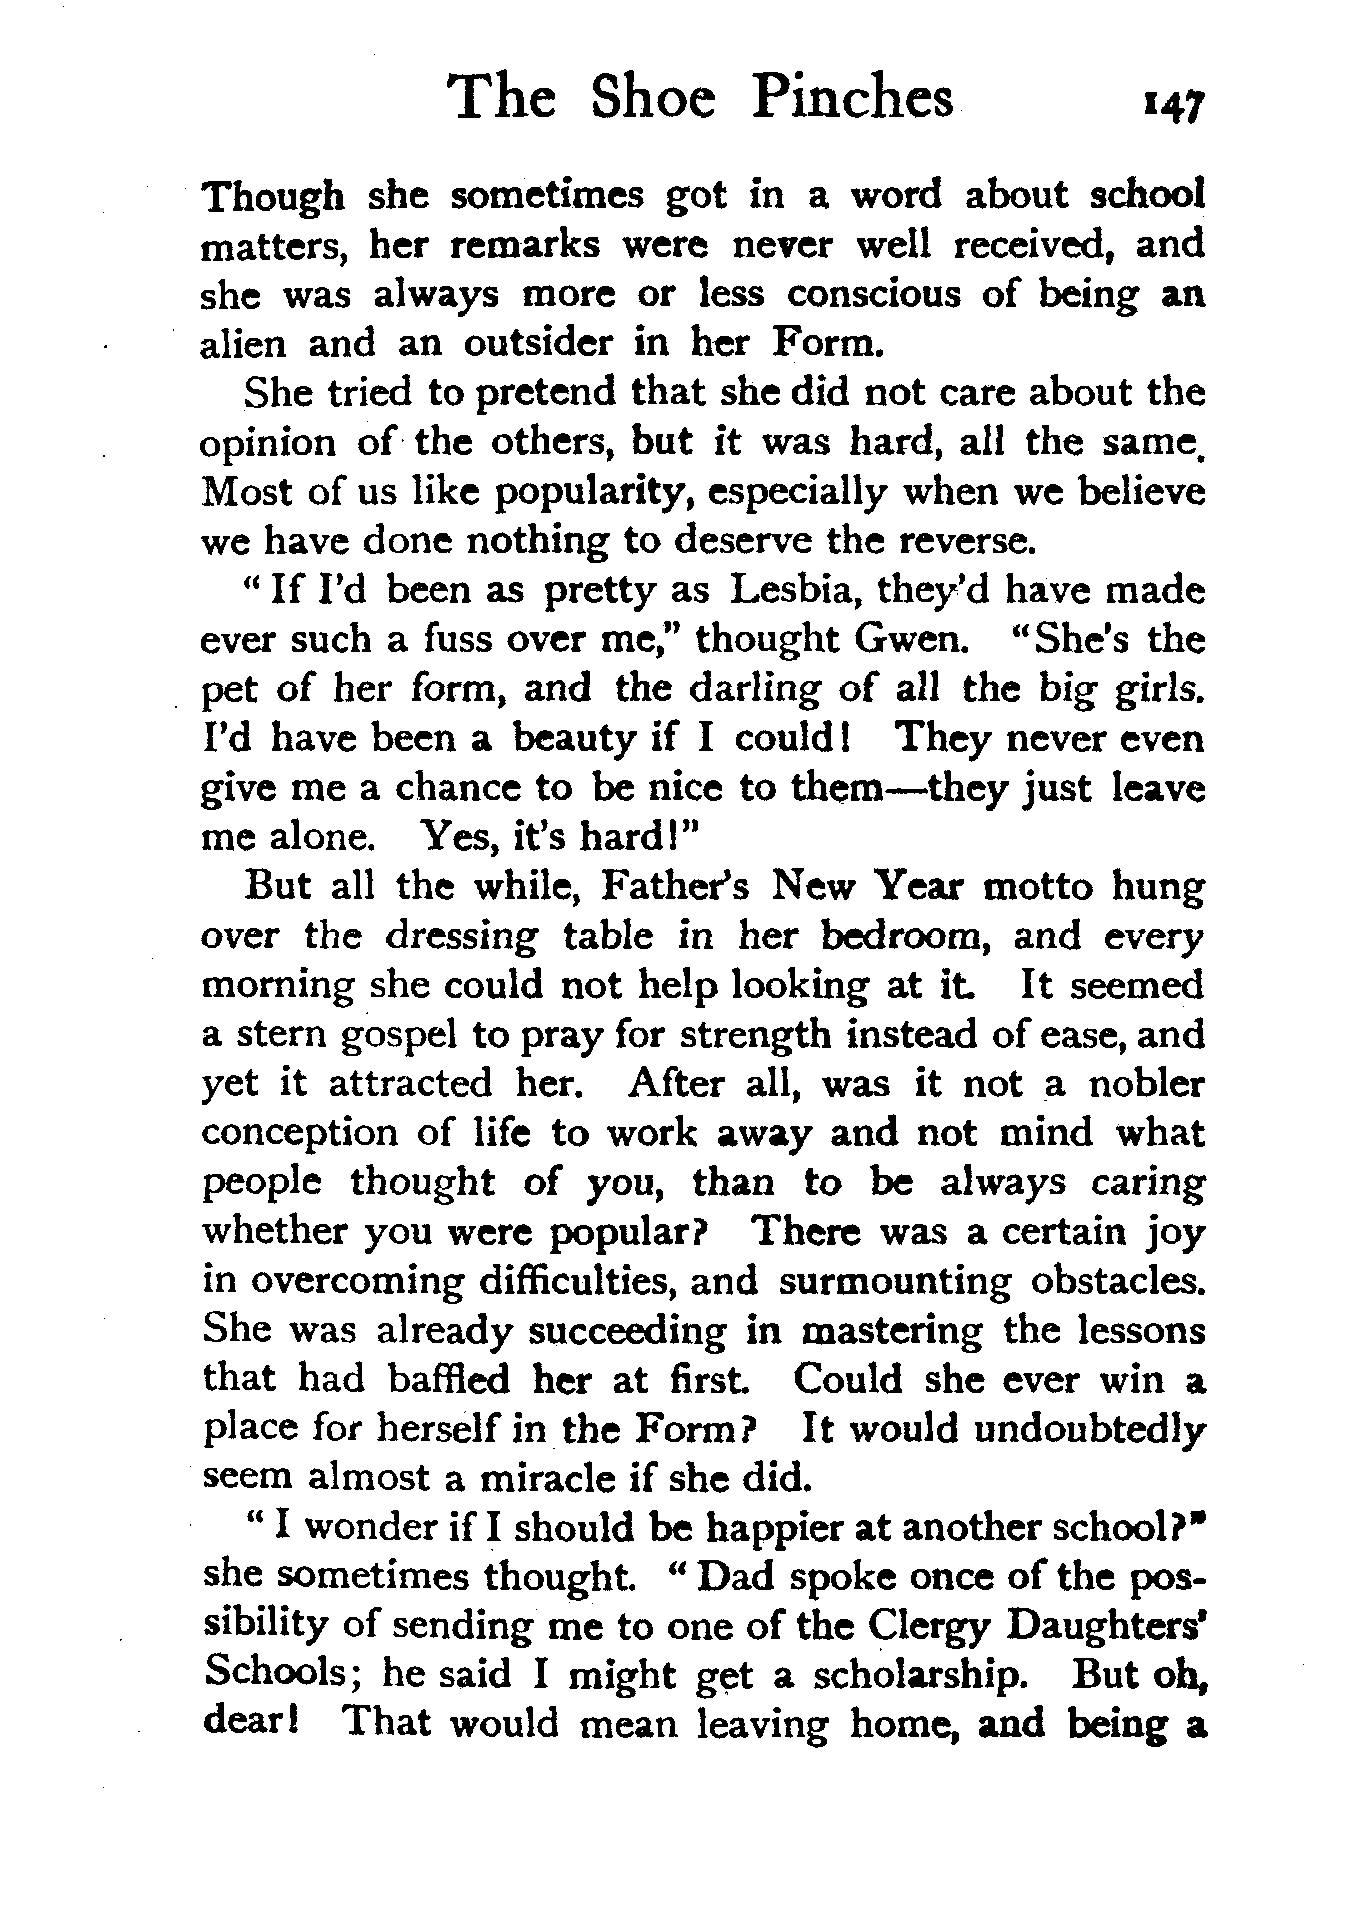 The Shoe Pinches 147
Though she sometimes got in a word about school
matters, her remarks were never well received, and
she was always more or less conscious of being an
alien and an outsider in her Form.
She tried to pretend that she did not care about the
opinion of the others, but it was hard, all the same.
Most of us like popularity, especially when we believe
we have done nothing to deserve the reverse.
“If I’d been as pretty as Lesbia, they’d have made
ever such a fuss over me,” thought Gwen. “She’s the
pet of her form, and the darling of all the big girls.
I’d have been a beauty if I could! They never even
give me a chance to be nice to them—they just leave
me alone. Yes, it’s hard!”
But all the while, Father’s New Year motto hung
over the dressing table in her bedroom, and every
morning she could not help looking at it. It seemed
a stern gospel to pray for strength instead of ease, and
yet it attracted her. After all, was it not a nobler
conception of life to work away and not mind what
people thought of you, than to be always caring
whether you were popular? There was a certain joy
in overcoming difficulties, and surmounting obstacles.
She was already succeeding in mastering the lessons
that had baffled her at first. Could she ever win a
place for herself in the Form? It would undoubtedly
seem almost a miracle if she did.
“I wonder if I should be happier at another school?”
she sometimes thought. “Dad spoke once of the pos-
sibility of sending me to one of the Clergy Daughters’
Schools; he said I might get a scholarship. But oh,
dear! That would mean leaving home, and being a